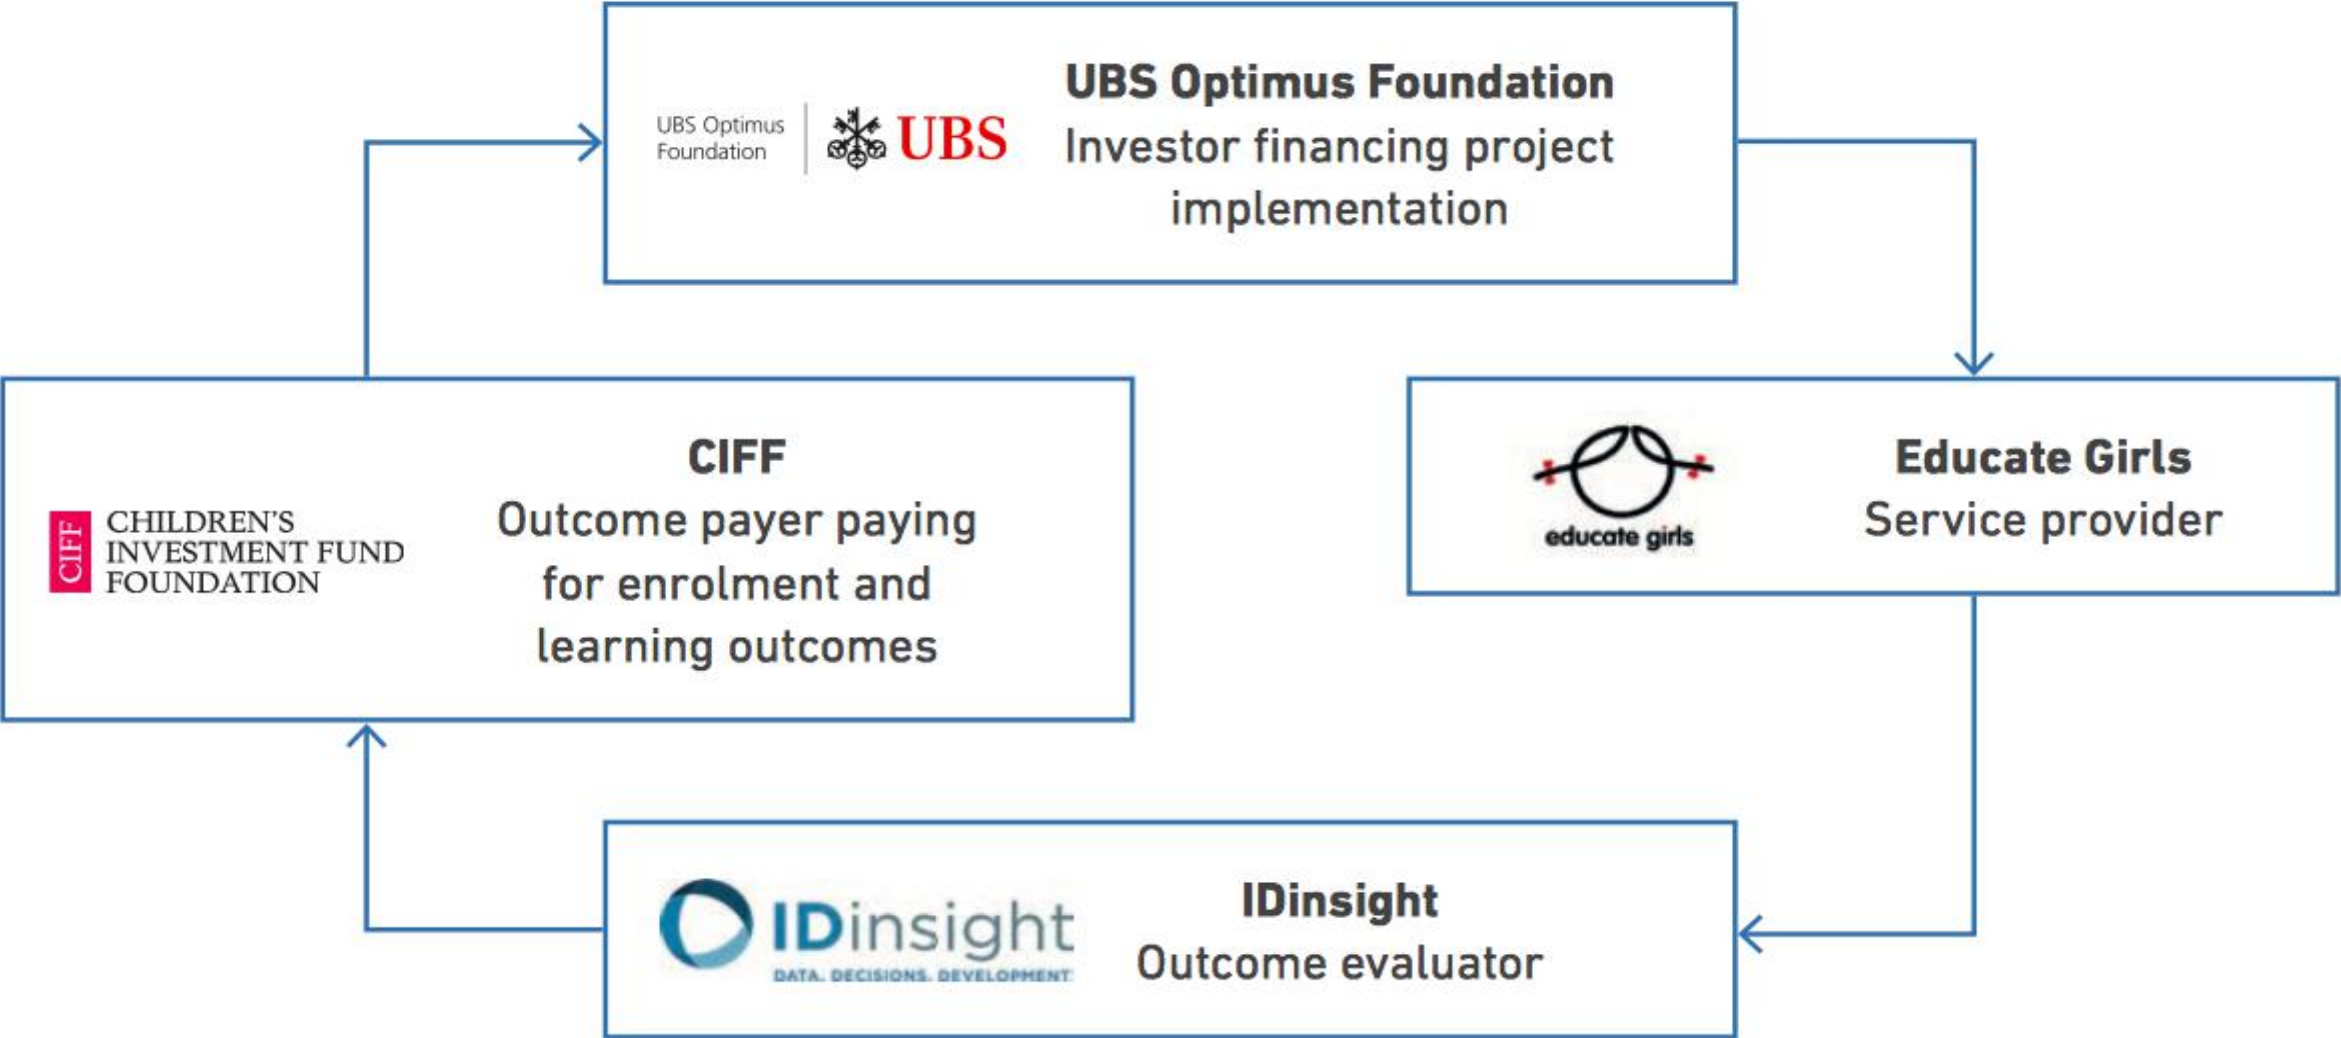 UBS Optimus
Foundation
UBS
UBS Optimus Foundation
Investor financing project
implementation
CIFF
CHILDREN'S
INVESTMENT FUND
FOUNDATION
CIFF
Outcome payer paying
for enrolment and
learning outcomes
educate girls
Educate Girls
Service provider
IDinsight
DATA. DECISIONS. DEVELOPMENT.
IDinsight
Outcome evaluator